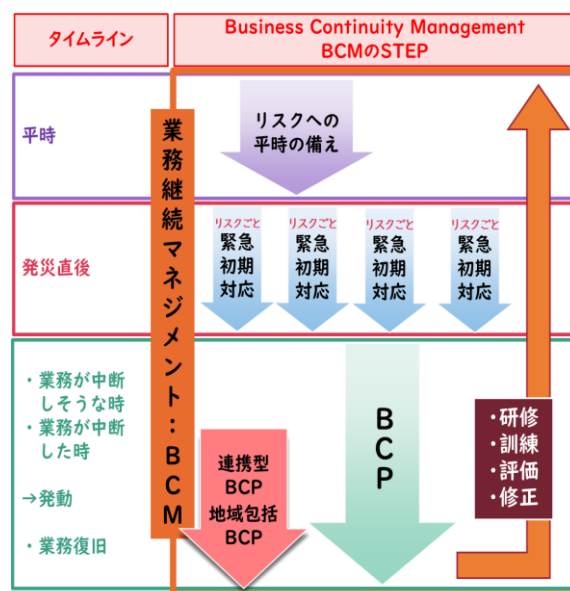 タイムライン
Business Continuity Management
BCMのSTEP
平時
業務継続マネジメント：BCM
リスクへの
平時の備え
発災直後
リスクごと
緊急
初期
対応
リスクごと
緊急
初期
対応
リスクごと
緊急
初期
対応
リスクごと
緊急
初期
対応
・業務が中断
しそうな時
・業務が中断
した時
→発動
・業務復旧
連携型
BCP
地域包括
BCP
BCP
・研修
・訓練
・評価
・修正